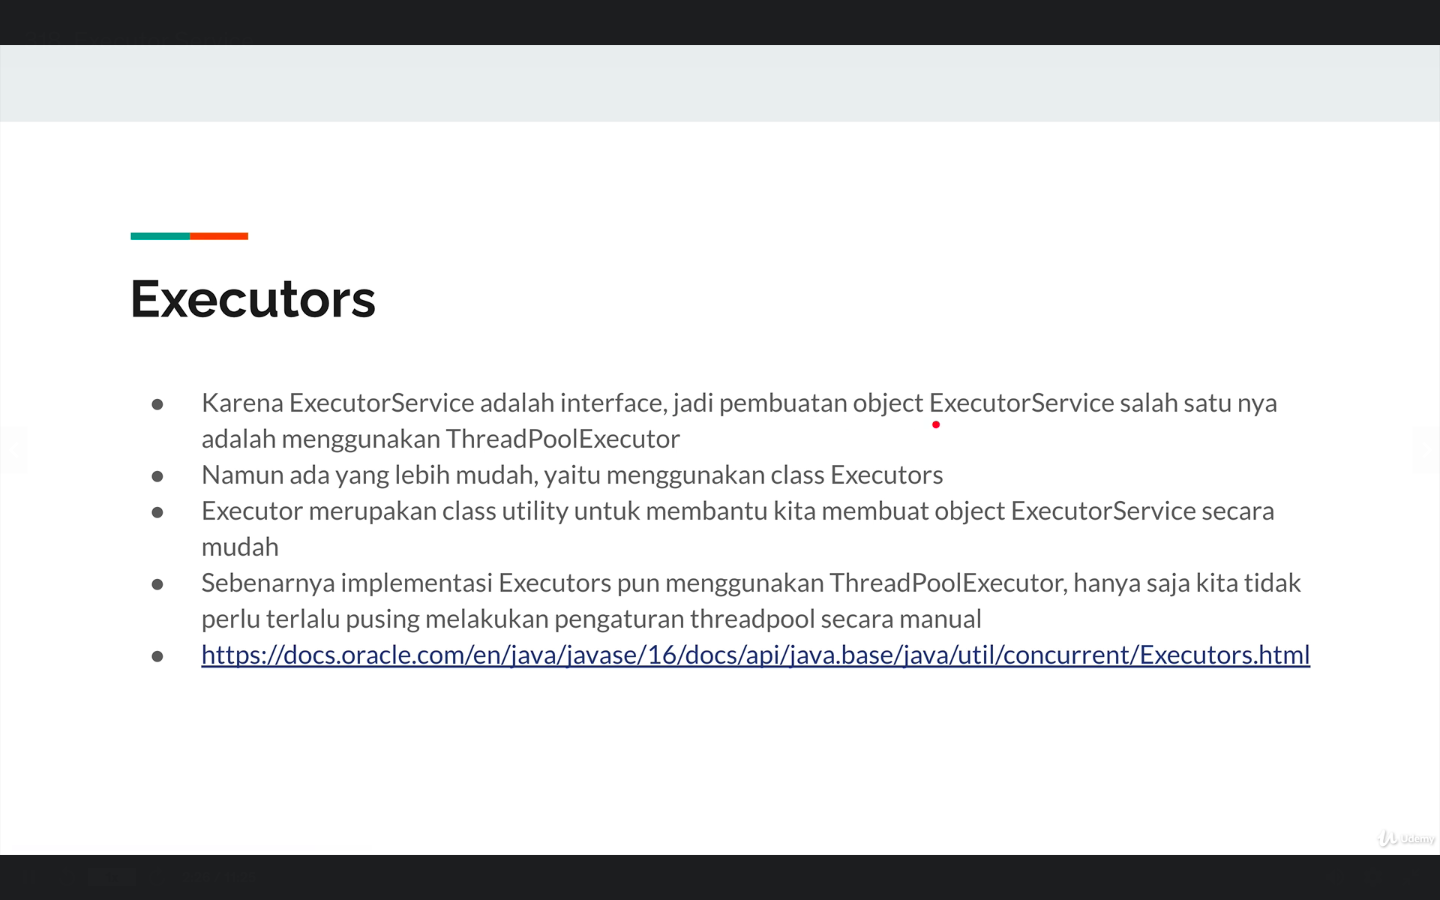 Executors
● Karena ExecutorService adalah interface, jadi pembuatan object ExecutorService salah satu nya
adalah menggunakan ThreadPoolExecutor
● Namun ada yang lebih mudah, yaitu menggunakan class Executors
● Executor merupakan class utility untuk membantu kita membuat object ExecutorService secara
mudah
● Sebenarnya implementasi Executors pun menggunakan ThreadPoolExecutor, hanya saja kita tidak
perlu terlalu pusing melakukan pengaturan threadpool secara manual
● https://docs.oracle.com/en/java/javase/16/docs/api/java.base/java/util/concurrent/Executors.html
Udemy